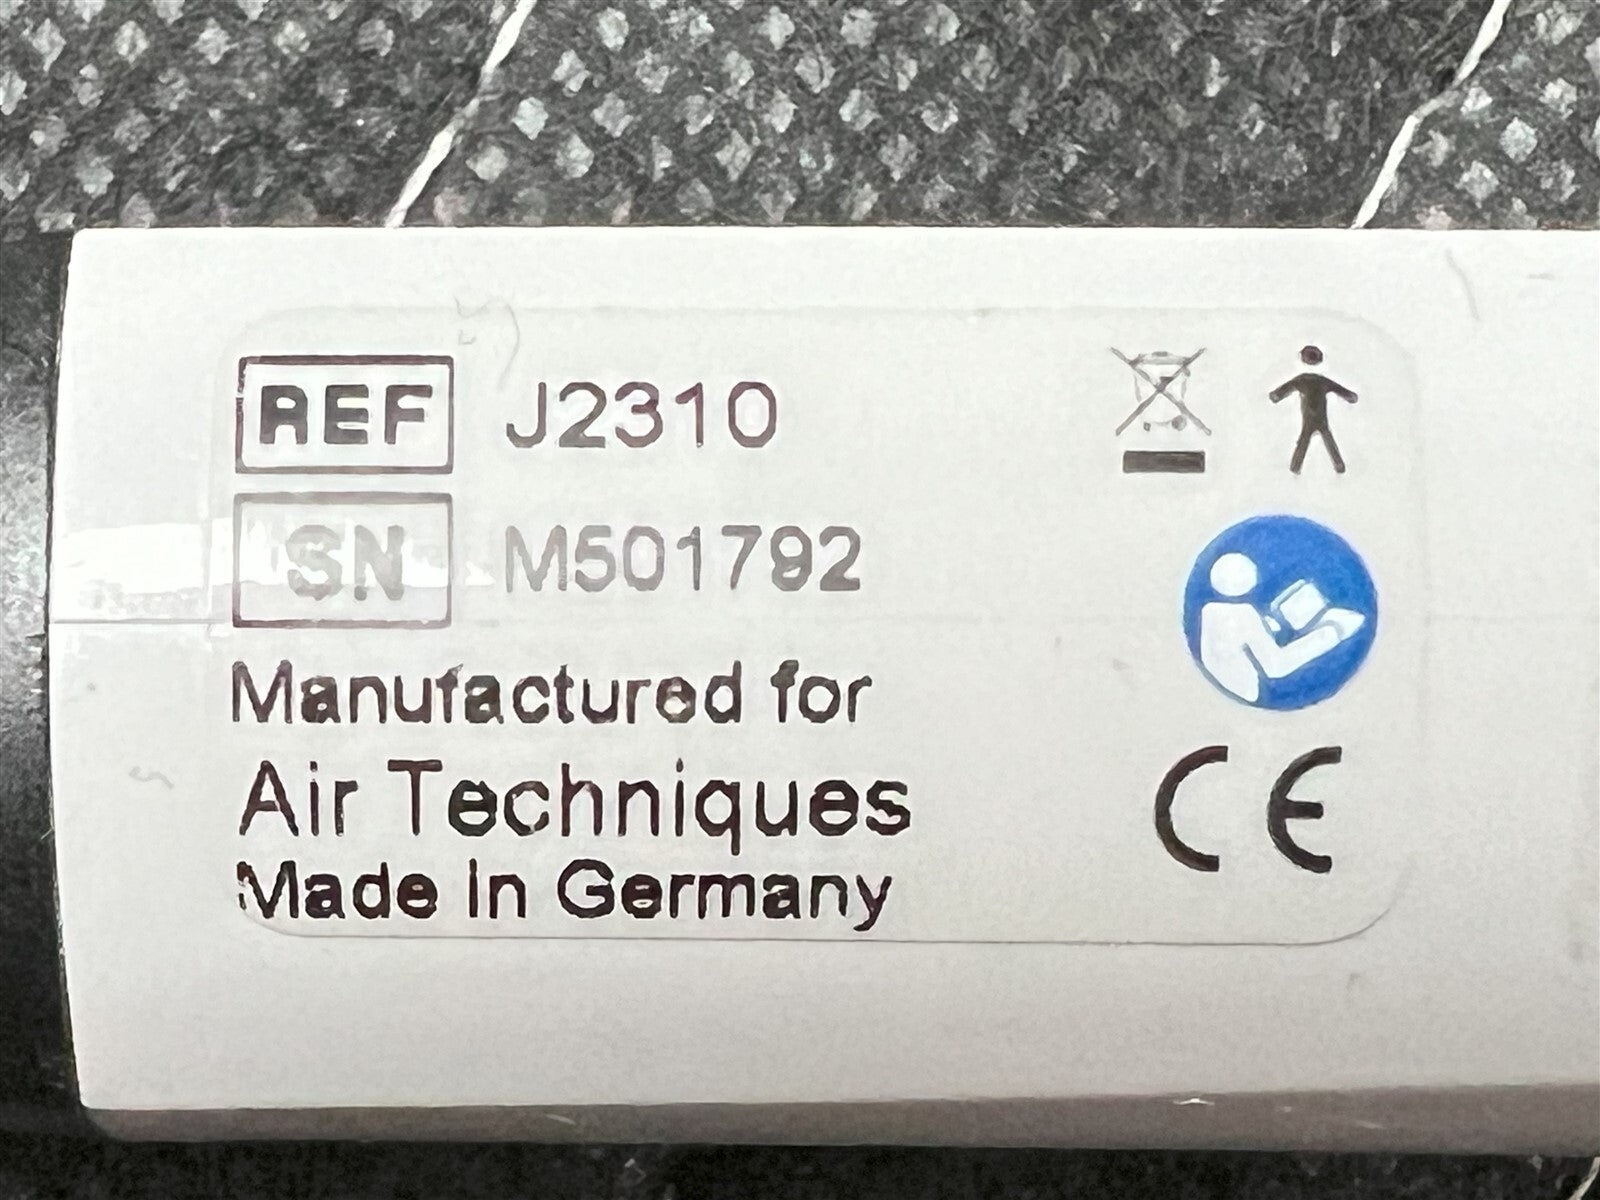 REF J2310
SN M501792
Manufactured for
Air Techniques
Made In Germany
CE